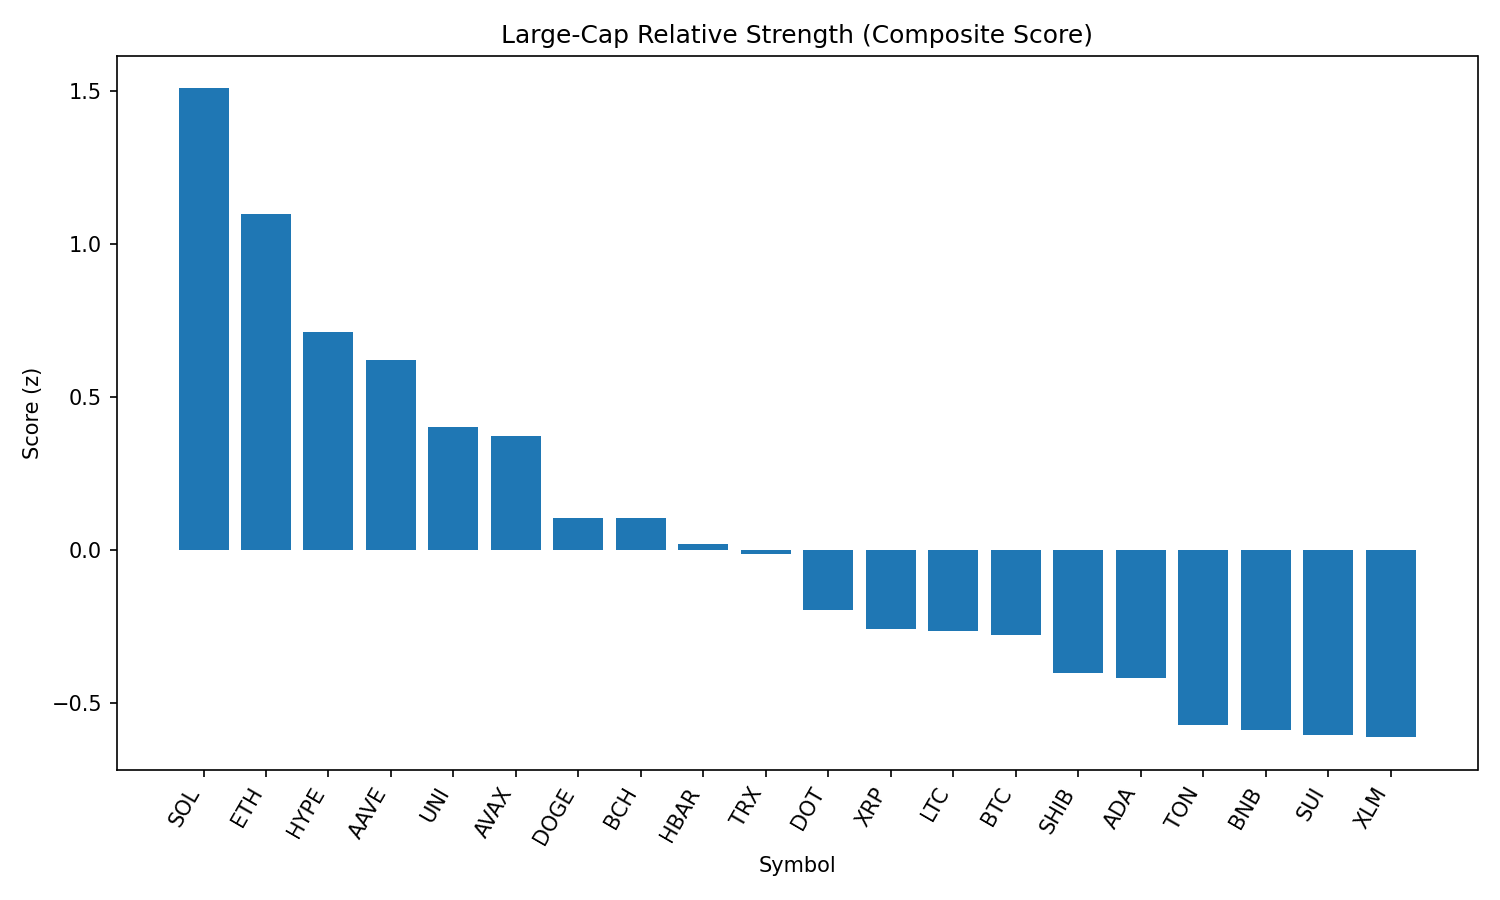 Large-Cap Relative Strength (Composite Score)
Score (z)
1.5
1.0
0.5
0.0
−0.5
SOL
ETH
HYPE
AAVE
UNI
AVAX
DOGE
BCH
HBAR
TRX
DOT
XRP
LTC
BTC
SHIB
ADA
TON
BNB
SUI
XLM
Symbol